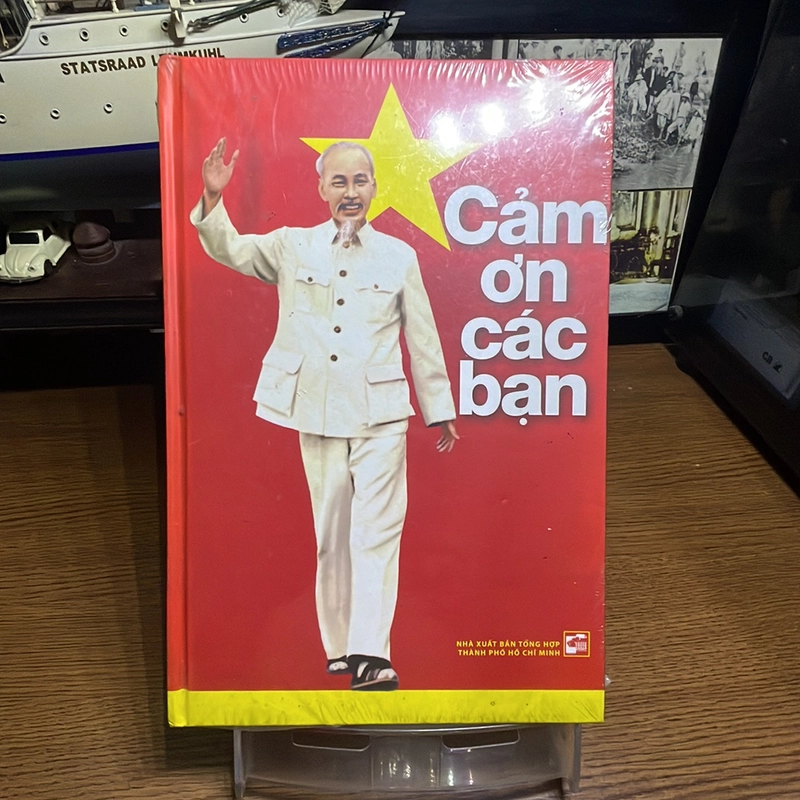 STATSRAAD LEHMKUHL
Cảm
ơn
các
bạn
NHÀ XUẤT BẢN TỔNG HỢP
THÀNH PHỐ HỒ CHÍ MINH